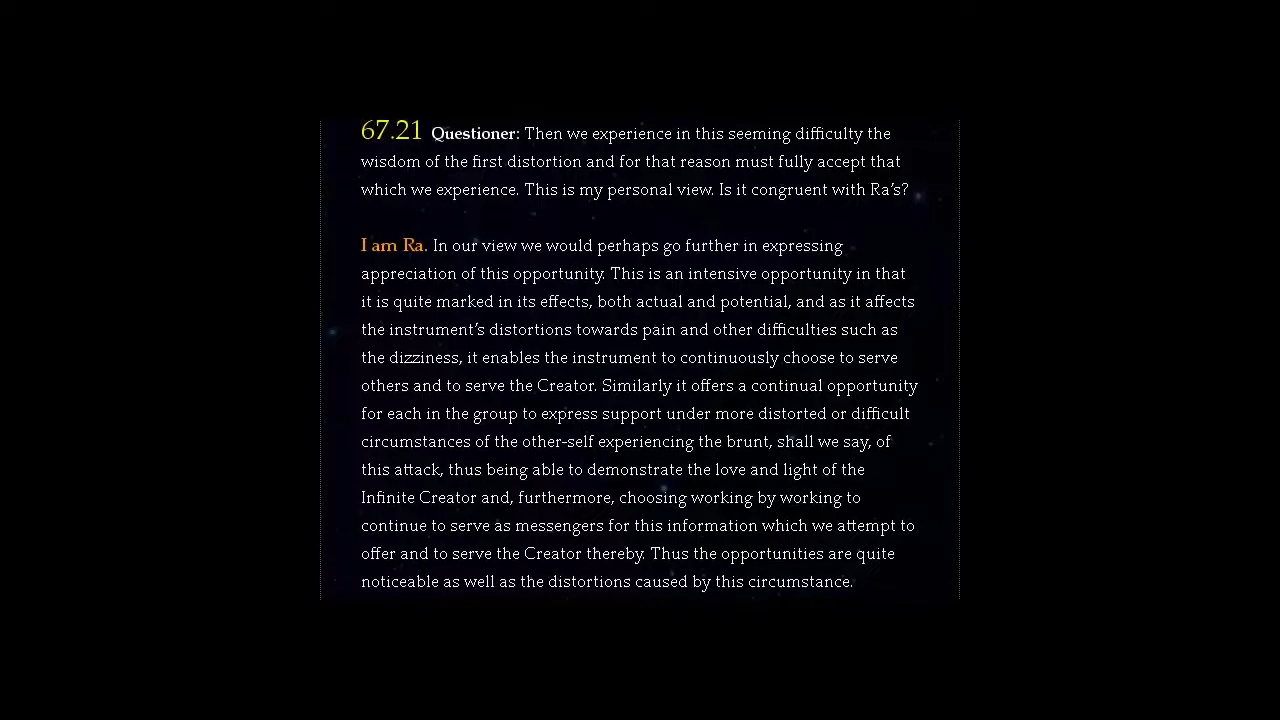 67.21 Questioner: Then we experience in this seeming difficulty the
wisdom of the first distortion and for that reason must fully accept that
which we experience. This is my personal view. Is it congruent with Ra's?
I am Ra. In our view we would perhaps go further in expressing
appreciation of this opportunity. This is an intensive opportunity in that
it is quite marked in its effects, both actual and potential, and as it affects
the instrument's distortions towards pain and other difficulties such as
the dizziness, it enables the instrument to continuously choose to serve
others and to serve the Creator. Similarly it offers a continual opportunity
for each in the group to express support under more distorted or difficult
circumstances of the other-self experiencing the brunt, shall we say, of
this attack, thus being able to demonstrate the love and light of the
Infinite Creator and, furthermore, choosing working by working to
continue to serve as messengers for this information which we attempt to
offer and to serve the Creator thereby. Thus the opportunities are quite
noticeable as well as the distortions caused by this circumstance.